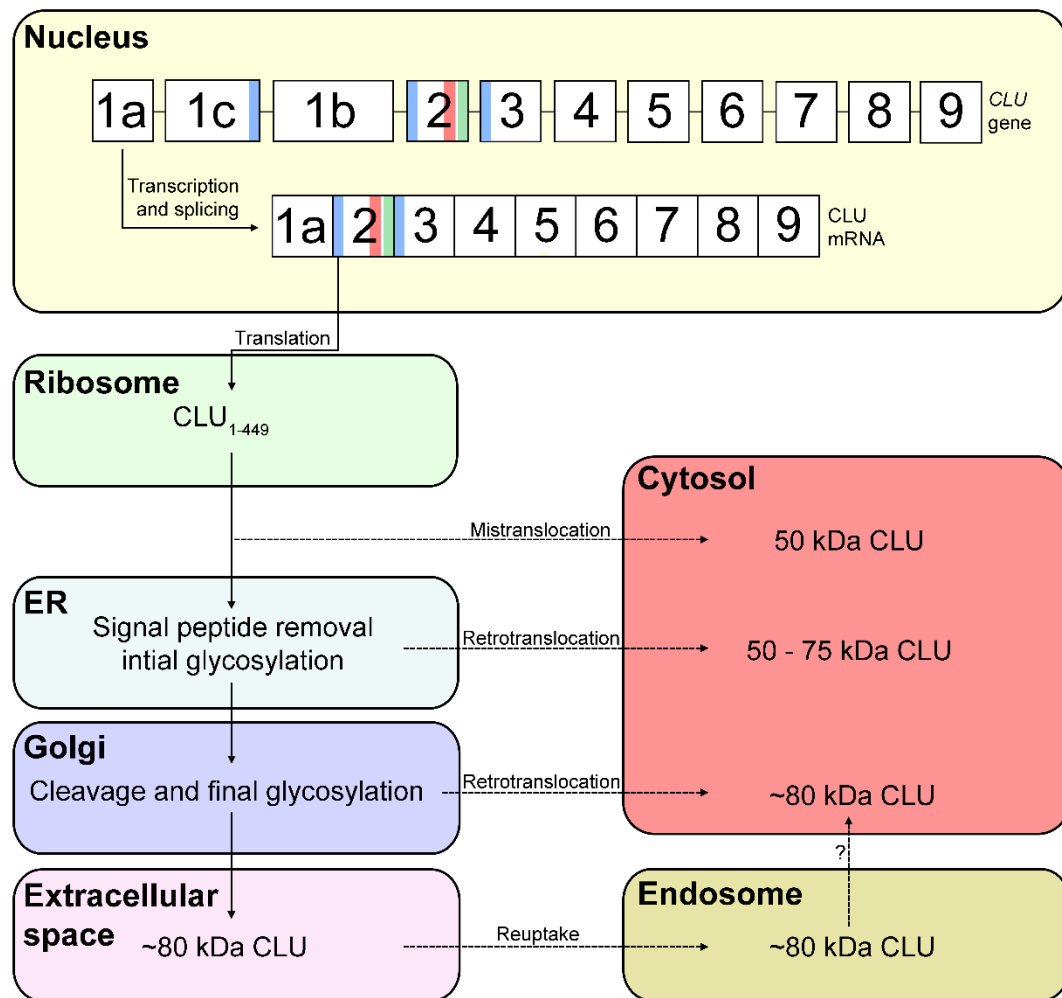 Nucleus
1a 1c 1b 2 3 4 5 6 7 8 9
CLU
gene
Transcription
and splicing
1a 2 3 4 5 6 7 8 9
CLU
mRNA
Translation
Ribosome
CLU1-449
Cytosol
Mistranslocation
50 kDa CLU
ER
Signal peptide removal
intial glycosylation
Retrotranslocation
50 - 75 kDa CLU
Golgi
Cleavage and final glycosylation
Retrotranslocation
~80 kDa CLU
?
Extracellular
space
~80 kDa CLU
Reuptake
Endosome
~80 kDa CLU